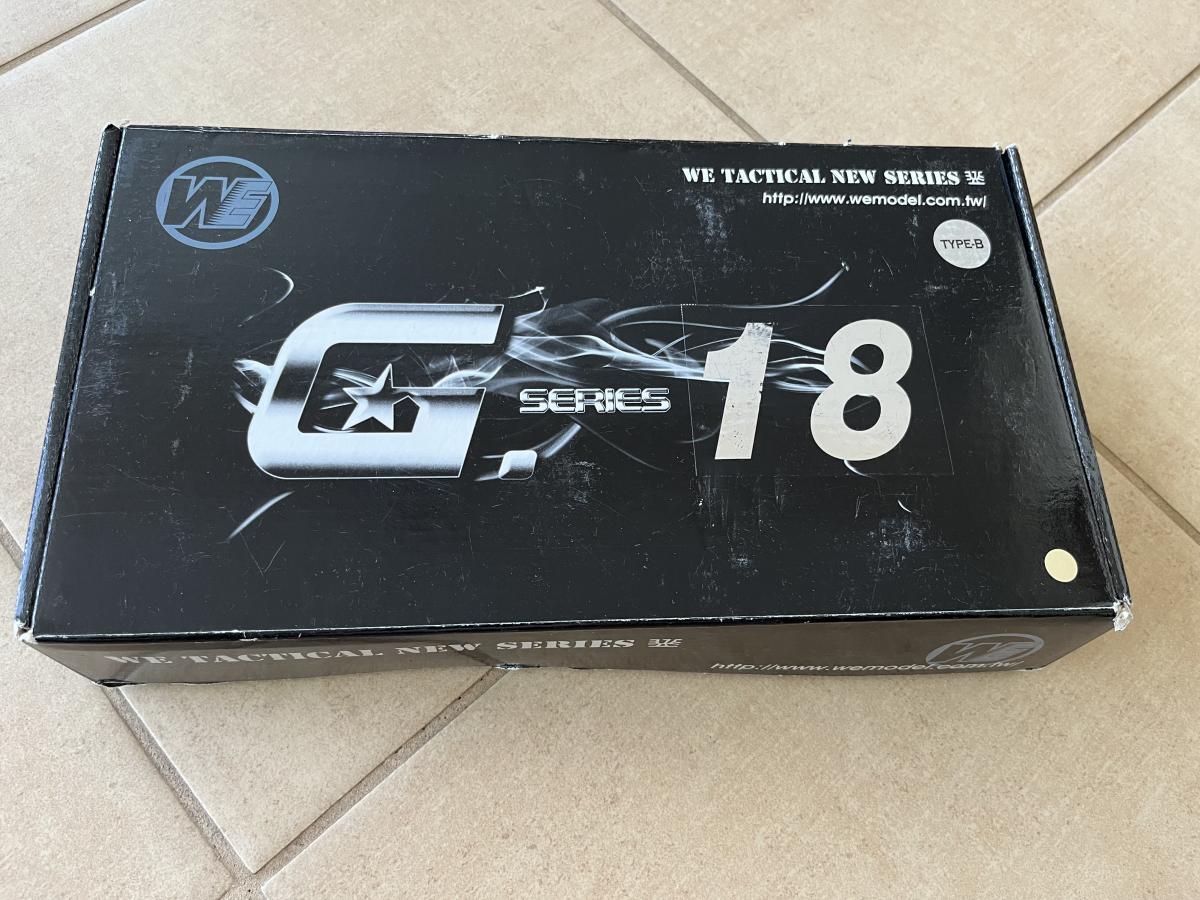 WE
WE TACTICAL NEW SERIES
http://www.wemodel.com.tw/
TYPE-B
G. SERIES 18
WE TACTICAL NEW SERIES
http://www.wemodel.com.tw/
WE